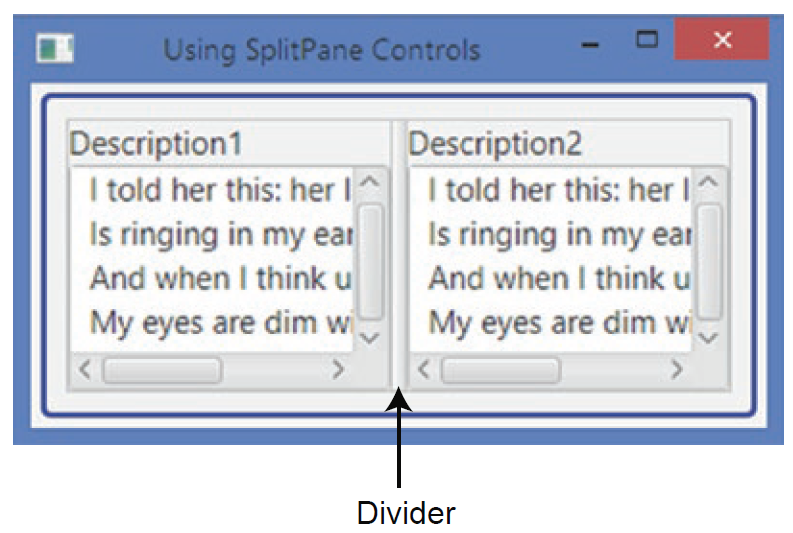 Using SplitPane Controls
Description1
I told her this: her l
Is ringing in my ear
And when I think u
My eyes are dim wi
Description2
I told her this: her l
Is ringing in my ear
And when I think u
My eyes are dim w
Divider